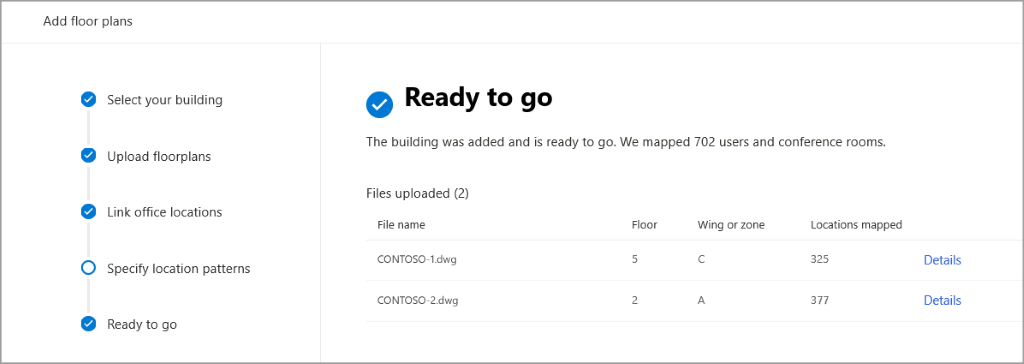 Add floor plans
Select your building
Upload floorplans
Link office locations
Specify location patterns
Ready to go
Ready to go
The building was added and is ready to go. We mapped 702 users and conference rooms.
Files uploaded (2)
File name Floor Wing or zone Locations mapped
CONTOSO-1.dwg 5 C 325 Details
CONTOSO-2.dwg 2 A 377 Details